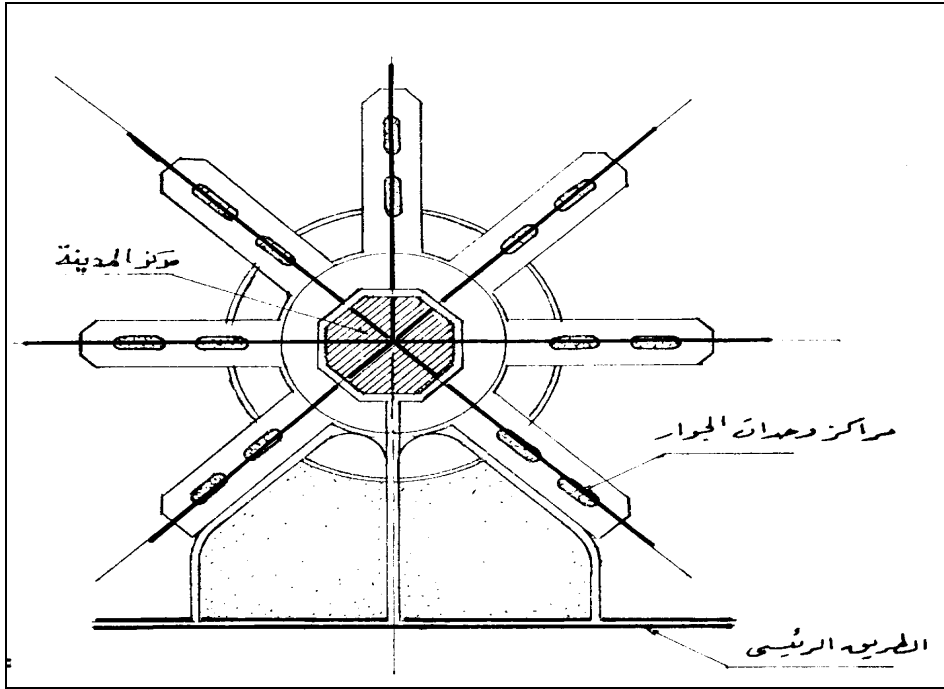 مركز المدينة
مراكز وحدات الجوار
الطريق الرئيسى